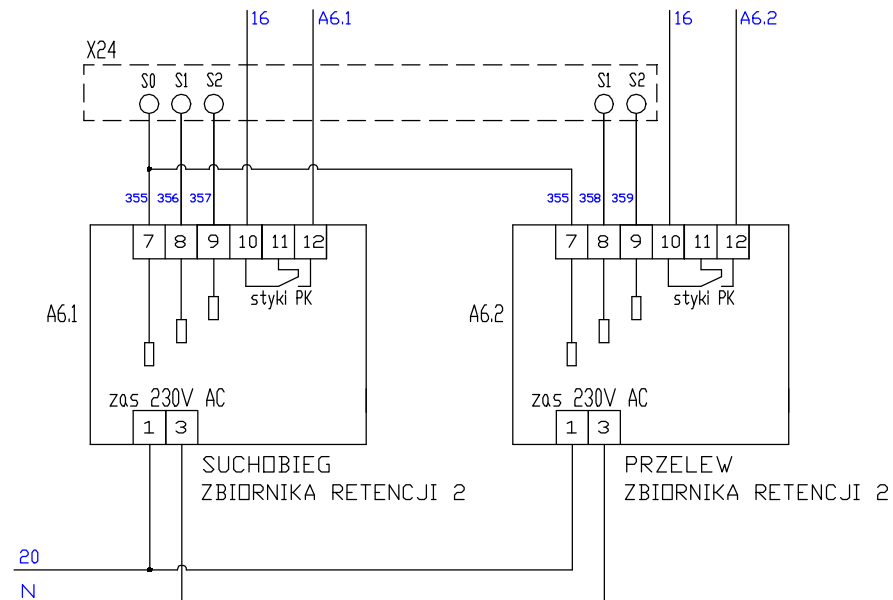 16 A6.1 16 A6.2
X24
S0 S1 S2 S1 S2
355 356 357 355 358 359
7 8 9 10 11 12 7 8 9 10 11 12
styki PK styki PK
A6.1 A6.2
zas 230V AC zas 230V AC
1 3 1 3
SUCHOBIEG PRZELEW
ZBIORNIKA RETENCJI 2 ZBIORNIKA RETENCJI 2
20
N